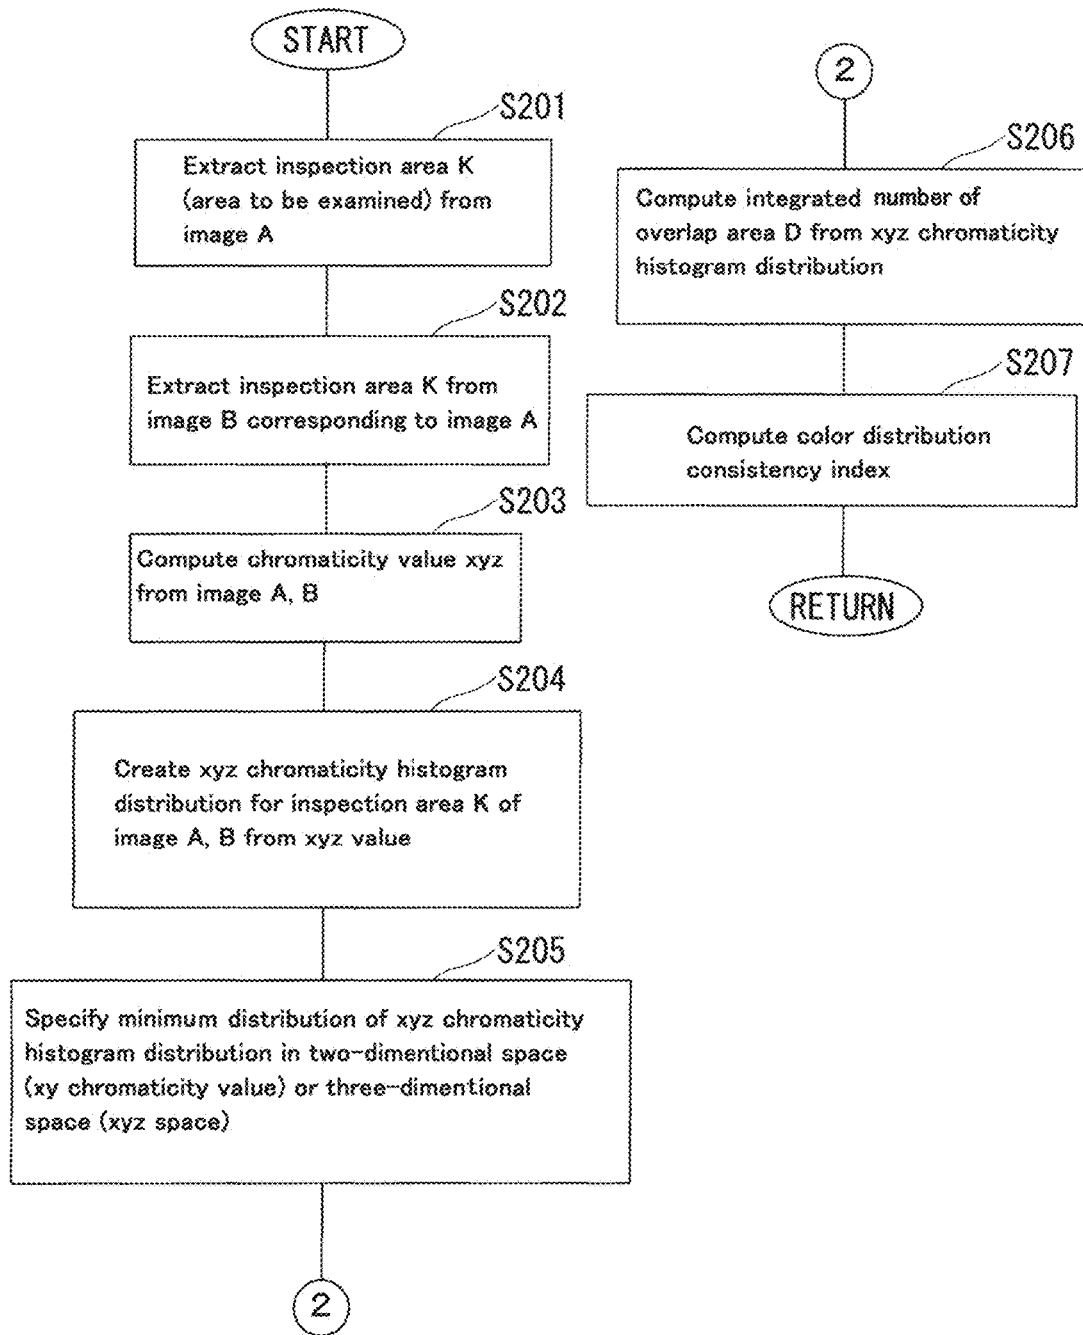 START
S201
Extract inspection area K
(area to be examined) from
image A
S202
Extract inspection area K from
image B corresponding to image A
S203
Compute chromaticity value xyz
from image A, B
S204
Create xyz chromaticity histogram
distribution for inspection area K of
image A, B from xyz value
S205
Specify minimum distribution of xyz chromaticity
histogram distribution in two-dimentional space
(xy chromaticity value) or three-dimentional
space (xyz space)
2
2
S206
Compute integrated number of
overlap area D from xyz chromaticity
histogram distribution
S207
Compute color distribution
consistency index
RETURN